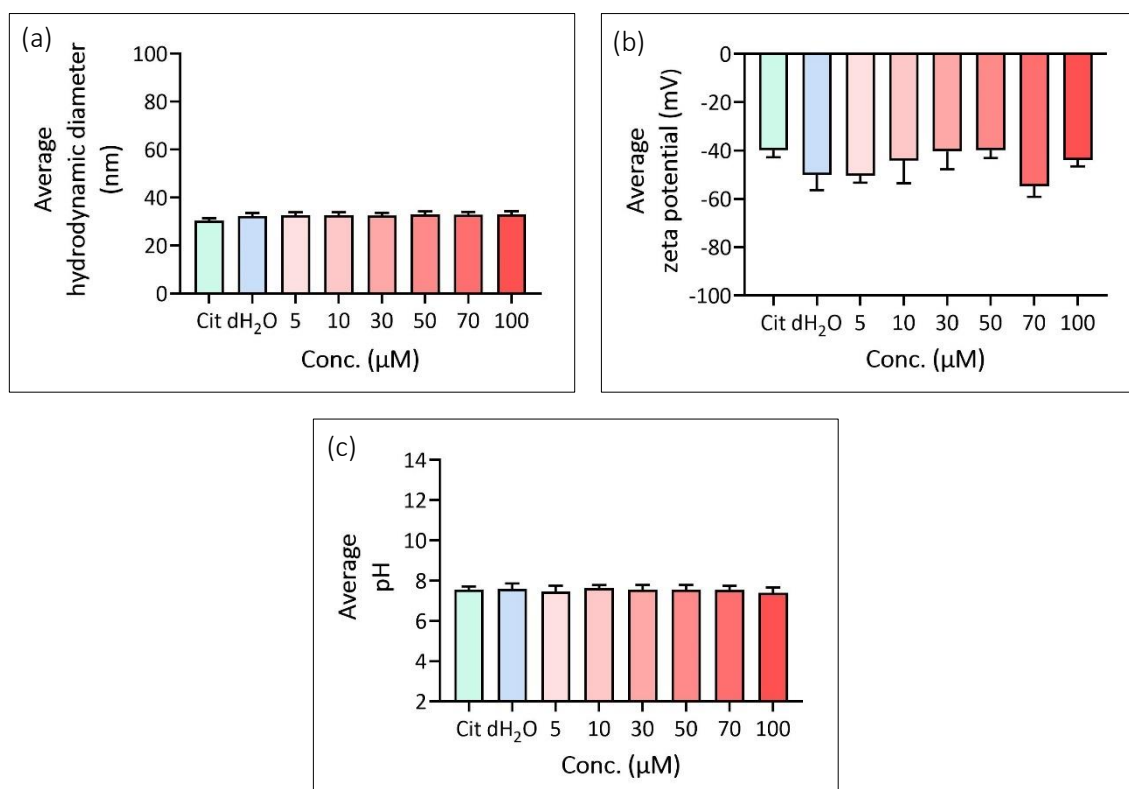 (a)
Average
hydrodynamic diameter
(nm)
100
80
60
40
20
0
Cit dH₂O 5 10 30 50 70 100
Conc. (µM)
(b)
Average
zeta potential (mV)
0
-20
-40
-60
-80
-100
Cit dH₂O 5 10 30 50 70 100
Conc. (µM)
(c)
Average
pH
14
12
10
8
6
4
2
Cit dH₂O 5 10 30 50 70 100
Conc. (µM)